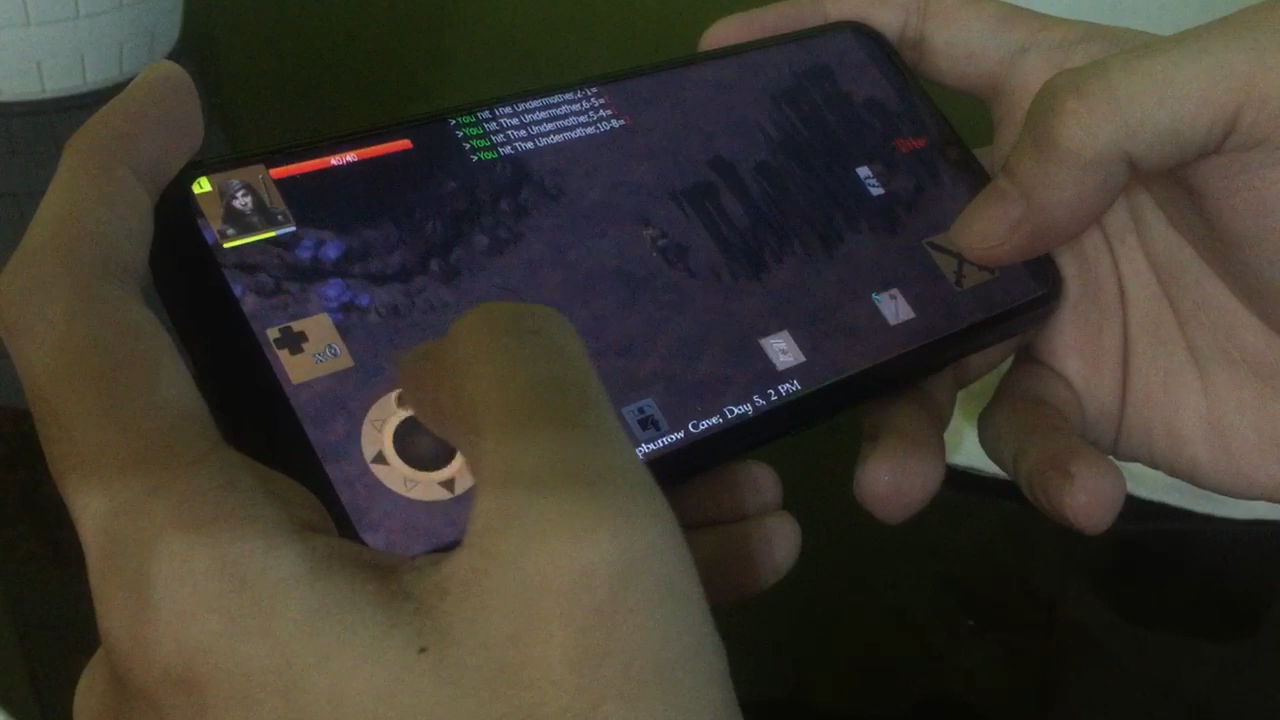 >You hit The Undermother,2-1=
>You hit The Undermother,6-5=
>You hit The Undermother,5-4=
>You hit The Undermother,10-8=
40/40
1
x0
pburrow Cave; Day 5, 2 PM